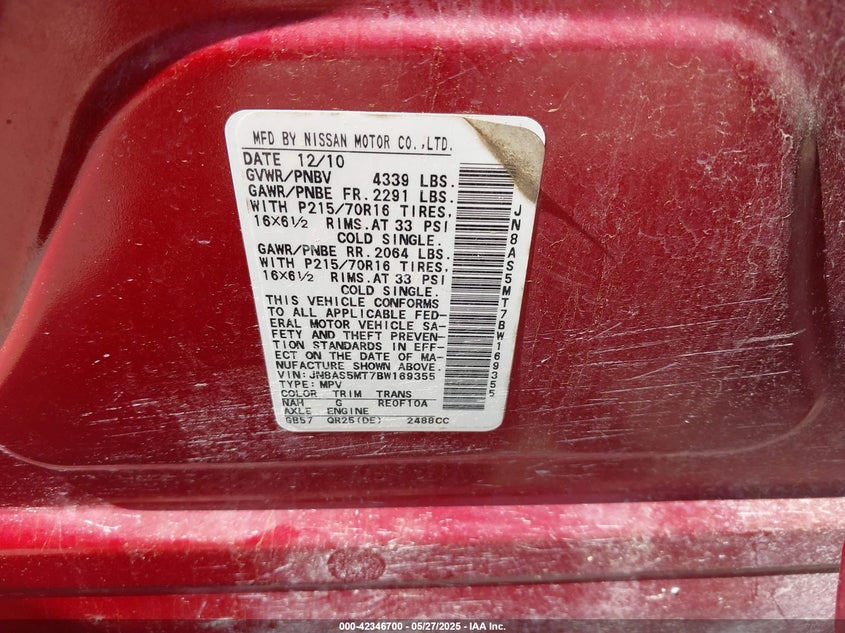 MFD BY NISSAN MOTOR CO.,LTD.
DATE 12/10
GVWR/PNBV 4339 LBS.
GAWR/PNBE FR. 2291 LBS.
WITH P215/70R16 TIRES,
16X6½ RIMS.AT 33 PSI
COLD SINGLE.
GAWR/PNBE RR. 2064 LBS.
WITH P215/70R16 TIRES,
16X6½ RIMS.AT 33 PSI
COLD SINGLE.
THIS VEHICLE CONFORMS
TO ALL APPLICABLE FED-
ERAL MOTOR VEHICLE SA-
FETY AND THEFT PREVEN-
TION STANDARDS IN EFF-
ECT ON THE DATE OF MA-
NUFACTURE SHOWN ABOVE.
VIN: JN8AS5MT7BW169355
TYPE: MPV
COLOR TRIM TRANS
NAH G RE0F10A
AXLE ENGINE
GB57 QR25(DE) 2488CC
JN8AS5MT7BW169355
000-42346700 — 05/27/2025 — IAA Inc.